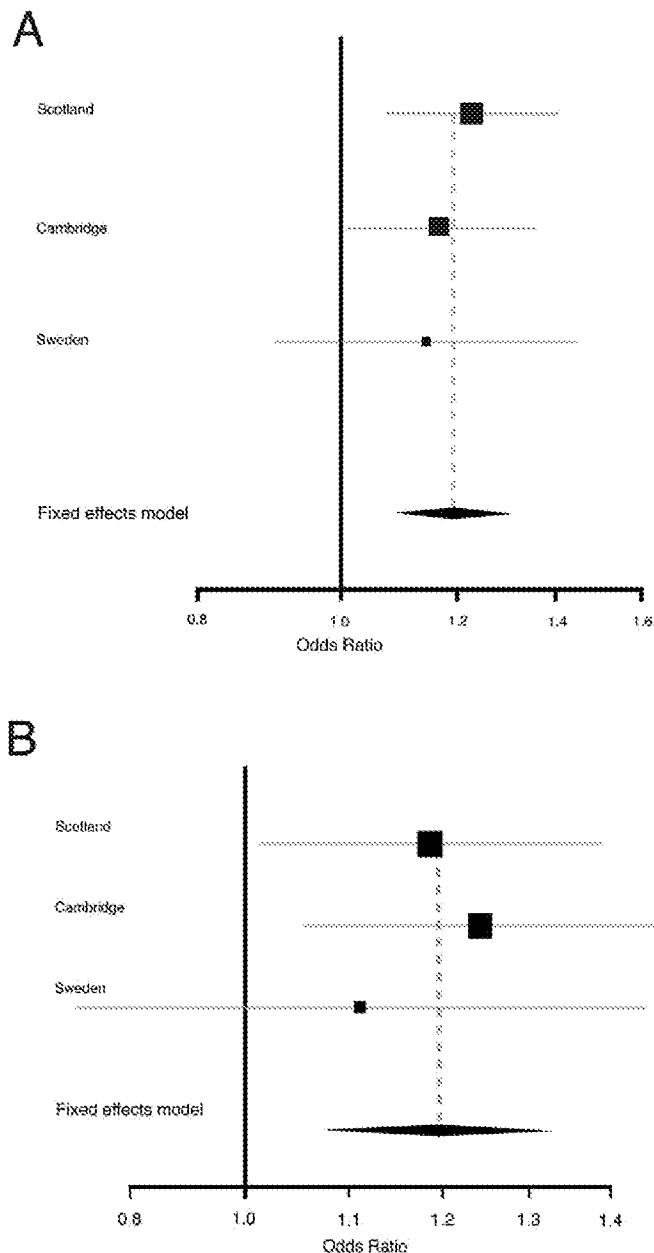 A
Scotland
Cambridge
Sweden
Fixed effects model
0.8 1.0 1.2 1.4 1.6
Odds Ratio
B
Scotland
Cambridge
Sweden
Fixed effects model
0.8 1.0 1.1 1.2 1.3 1.4
Odds Ratio